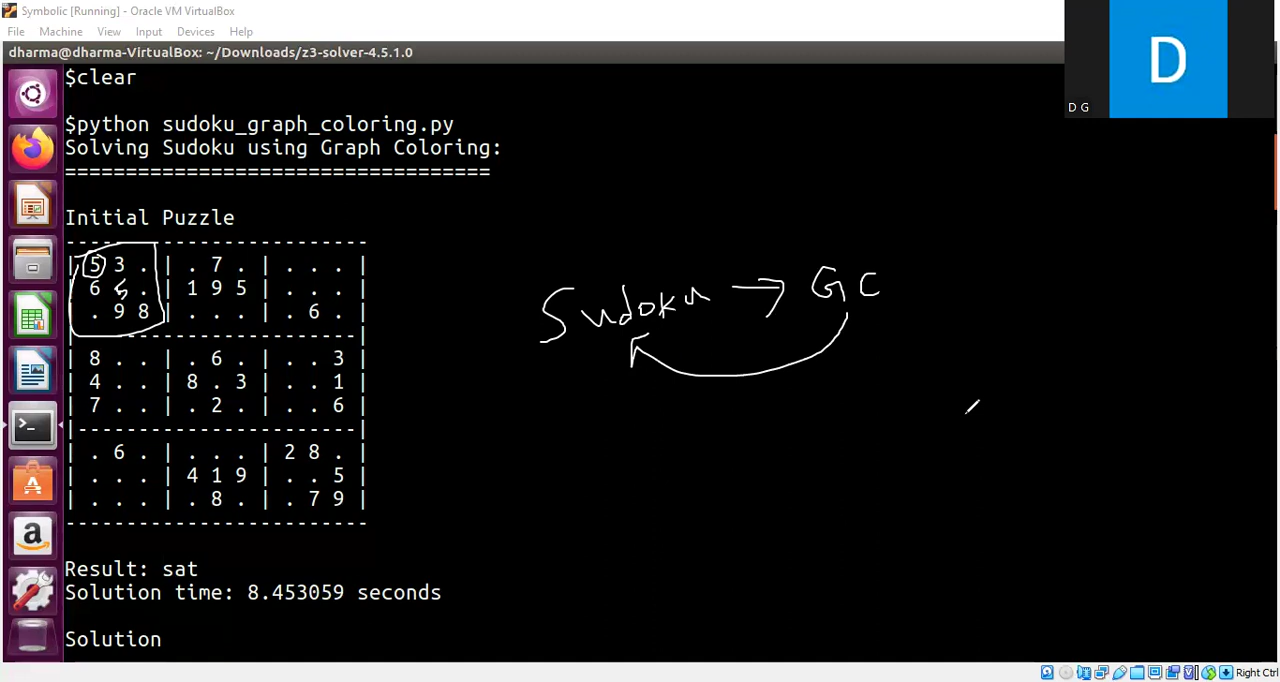 Symbolic [Running] - Oracle VM VirtualBox
File Machine View Input Devices Help
dharma@dharma-VirtualBox: ~/Downloads/z3-solver-4.5.1.0
D
D G
$clear
$python sudoku_graph_coloring.py
Solving Sudoku using Graph Coloring:
===================================
Initial Puzzle
-------------------------
| 5 3 . | . 7 . | . . . |
| 6 5 . | 1 9 5 | . . . |
| . 9 8 | . . . | . 6 . |
|-----------------------|
| 8 . . | . 6 . | . . 3 |
| 4 . . | 8 . 3 | . . 1 |
| 7 . . | . 2 . | . . 6 |
|-----------------------|
| . 6 . | . . . | 2 8 . |
| . . . | 4 1 9 | . . 5 |
| . . . | . 8 . | . 7 9 |
-------------------------
Sudoku → GC
Result: sat
Solution time: 8.453059 seconds
Solution
Right Ctrl